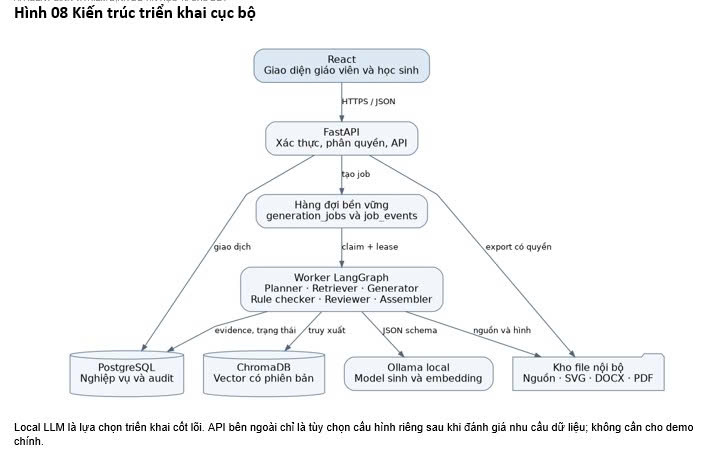 Hình 08 Kiến trúc triển khai cục bộ
React
Giao diện giáo viên và học sinh
HTTPS / JSON
FastAPI
Xác thực, phân quyền, API
tạo job
Hàng đợi bền vững
generation_jobs và job_events
giao dịch
claim + lease
export có quyền
Worker LangGraph
Planner · Retriever · Generator
Rule checker · Reviewer · Assembler
evidence, trạng thái
truy xuất
JSON schema
nguồn và hình
PostgreSQL
Nghiệp vụ và audit
ChromaDB
Vector có phiên bản
Ollama local
Model sinh và embedding
Kho file nội bộ
Nguồn · SVG · DOCX · PDF
Local LLM là lựa chọn triển khai cốt lõi. API bên ngoài chỉ là tùy chọn cấu hình riêng sau khi đánh giá nhu cầu dữ liệu; không cần cho demo
chính.